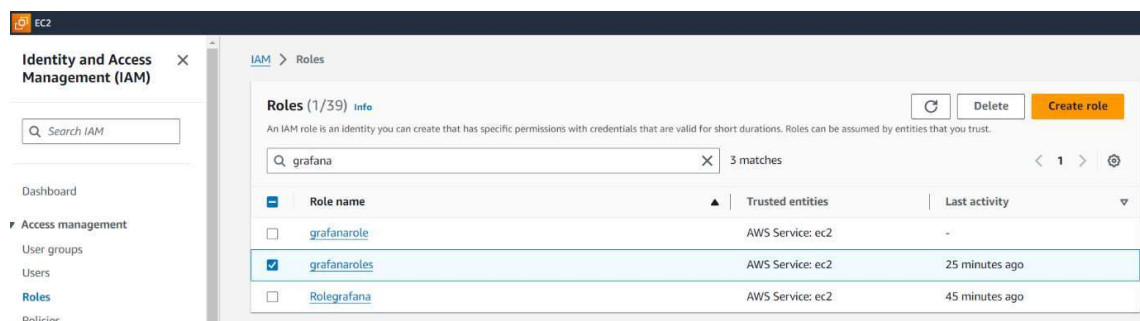 EC2
Identity and Access
Management (IAM)
Search IAM
Dashboard
Access management
User groups
Users
Roles
Policies
IAM > Roles
Roles (1/39) Info
Delete
Create role
An IAM role is an identity you can create that has specific permissions with credentials that are valid for short durations. Roles can be assumed by entities that you trust.
grafana
3 matches
1
Role name
Trusted entities
Last activity
grafanarole
AWS Service: ec2
-
grafanaroles
AWS Service: ec2
25 minutes ago
Rolegrafana
AWS Service: ec2
45 minutes ago